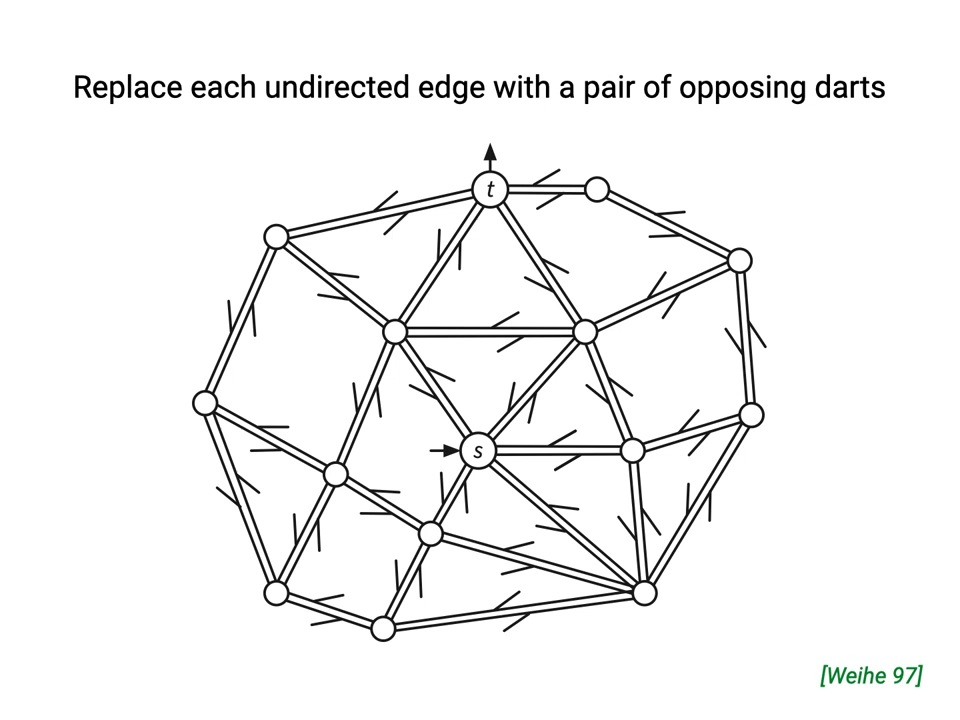 Replace each undirected edge with a pair of opposing darts
t
s
[Weihe 97]